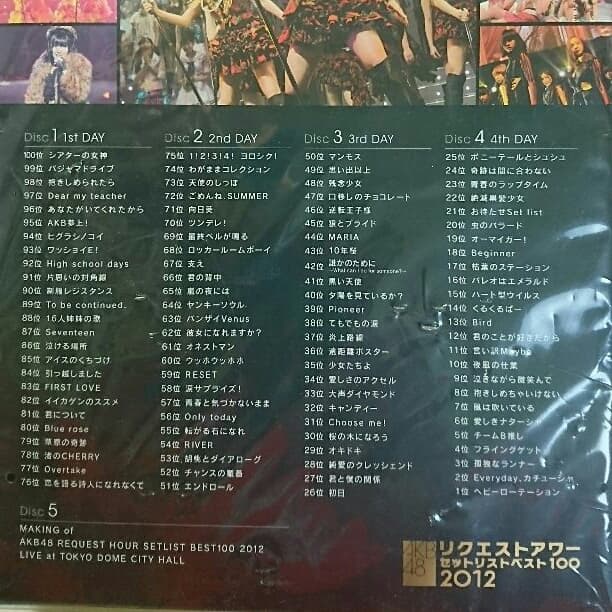 Disc 1 1st DAY
100位 シアターの女神
99位 パジャマドライブ
98位 抱きしめられたら
97位 Dear my teacher
96位 あなたがいてくれたから
95位 AKB参上!
94位 ヒグラシノコイ
93位 ワッショイE!
92位 High school days
91位 片思いの対角線
90位 制服レジスタンス
89位 To be continued.
88位 16人姉妹の歌
87位 Seventeen
86位 泣ける場所
85位 アイスのくちづけ
84位 引っ越しました
83位 FIRST LOVE
82位 イイカゲンのススメ
81位 君について
80位 Blue rose
79位 草原の奇跡
78位 渚のCHERRY
77位 Overtake
76位 恋を語る詩人になれなくて
Disc 2 2nd DAY
75位 1!2!3!4! ヨロシク!
74位 わがままコレクション
73位 天使のしっぽ
72位 ごめんね、SUMMER
71位 向日葵
70位 ツンデレ!
69位 最終ベルが鳴る
68位 ロッカールームボーイ
67位 支え
66位 君の背中
65位 嵐の夜には
64位 ヤンキーソウル
63位 バンザイVenus
62位 彼女になれますか?
61位 オネストマン
60位 ウッホウッホホ
59位 RESET
58位 涙サプライズ!
57位 青春と気づかないまま
56位 Only today
55位 転がる石になれ
54位 RIVER
53位 胡桃とダイアローグ
52位 チャンスの順番
51位 エンドロール
Disc 3 3rd DAY
50位 マンモス
49位 思い出以上
48位 残念少女
47位 口移しのチョコレート
46位 逆転王子様
45位 狼とプライド
44位 MARIA
43位 10年桜
42位 誰かのために
~What can I do for someone?~
41位 黒い天使
40位 夕陽を見ているか?
39位 Pioneer
38位 てもでもの涙
37位 炎上路線
36位 遠距離ポスター
35位 少女たちよ
34位 愛しさのアクセル
33位 大声ダイヤモンド
32位 キャンディー
31位 Choose me!
30位 桜の木になろう
29位 オキドキ
28位 純愛のクレッシェンド
27位 君と僕の関係
26位 初日
Disc 4 4th DAY
25位 ポニーテールとシュシュ
24位 奇跡は間に合わない
23位 青春のラップタイム
22位 絶滅黒髪少女
21位 お待たせSet list
20位 虫のバラード
19位 オーマイガー!
18位 Beginner
17位 枯葉のステーション
16位 パレオはエメラルド
15位 ハート型ウイルス
14位 くるくるぱー
13位 Bird
12位 君のことが好きだから
11位 言い訳Maybe
10位 夜風の仕業
9位 泣きながら微笑んで
8位 抱きしめちゃいけない
7位 風は吹いている
6位 愛しきナターシャ
5位 チームB推し
4位 フライングゲット
3位 孤独なランナー
2位 Everyday、カチューシャ
1位 ヘビーローテーション
Disc 5
MAKING of
AKB48 REQUEST HOUR SETLIST BEST100 2012
LIVE at TOKYO DOME CITY HALL
AKB
48
リクエストアワー
セットリストベスト100
2012